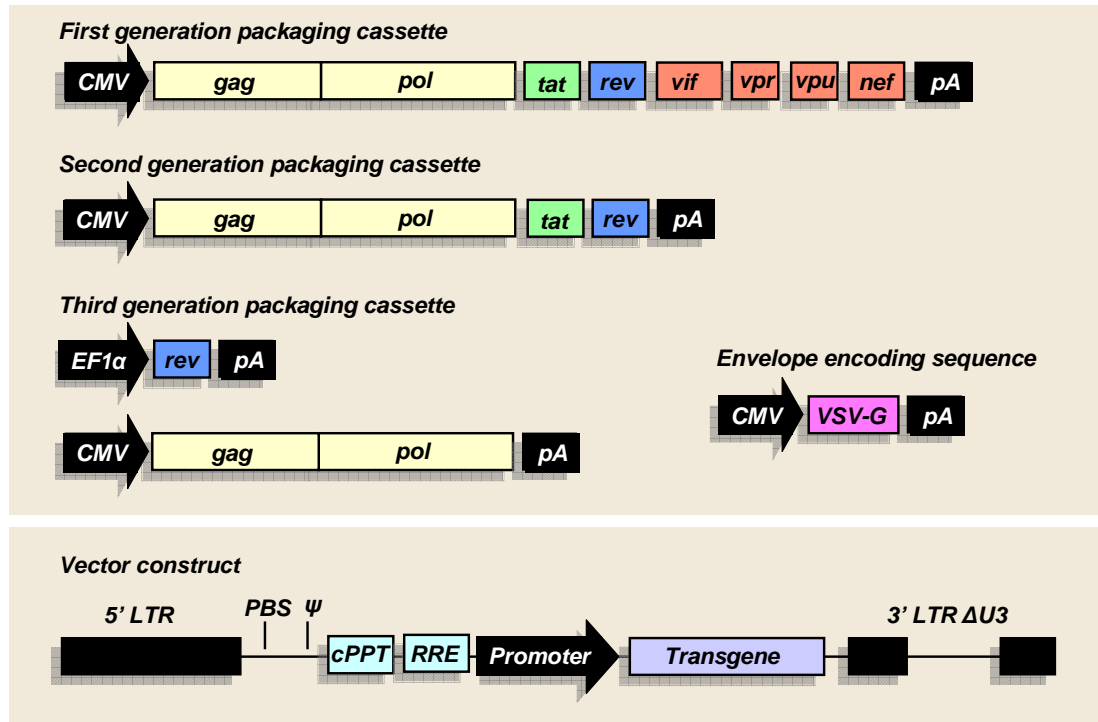 First generation packaging cassette
CMV gag pol tat rev vif vpr vpu nef pA
Second generation packaging cassette
CMV gag pol tat rev pA
Third generation packaging cassette
EF1α rev pA
Envelope encoding sequence
CMV VSV-G pA
CMV gag pol pA
Vector construct
5' LTR PBS ψ 3' LTR ΔU3
cPPT RRE Promoter Transgene